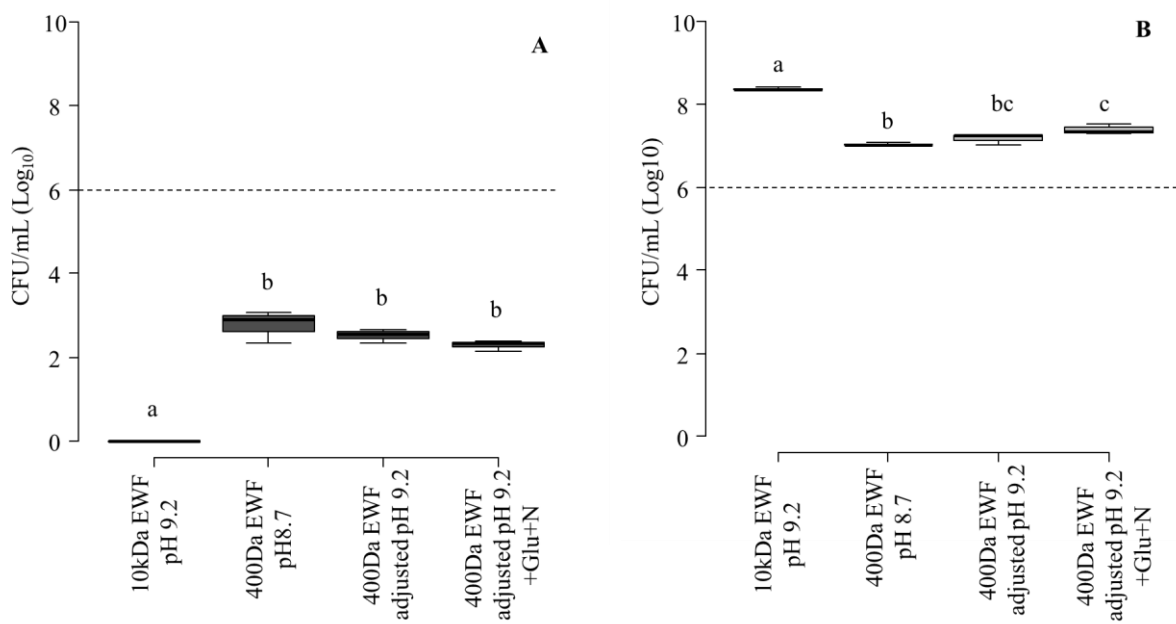 A
CFU/mL (Log₁₀)
10
8
6
4
2
0
a
b
b
b
10kDa EWF
pH 9.2
400Da EWF
pH8.7
400Da EWF
adjusted pH 9.2
400Da EWF
adjusted pH 9.2
+Glu+N
B
CFU/mL (Log10)
10
8
6
4
2
0
a
b
bc
c
10kDa EWF
pH 9.2
400Da EWF
pH 8.7
400Da EWF
adjusted pH 9.2
400Da EWF
adjusted pH 9.2
+Glu+N